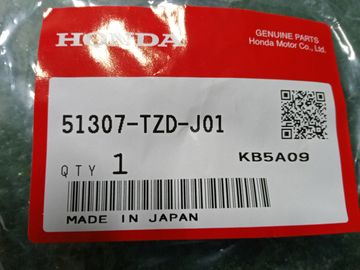 HONDA
GENUINE PARTS
Honda Motor Co., Ltd.
51307-TZD-J01
QTY 1
KB5A09
MADE IN JAPAN